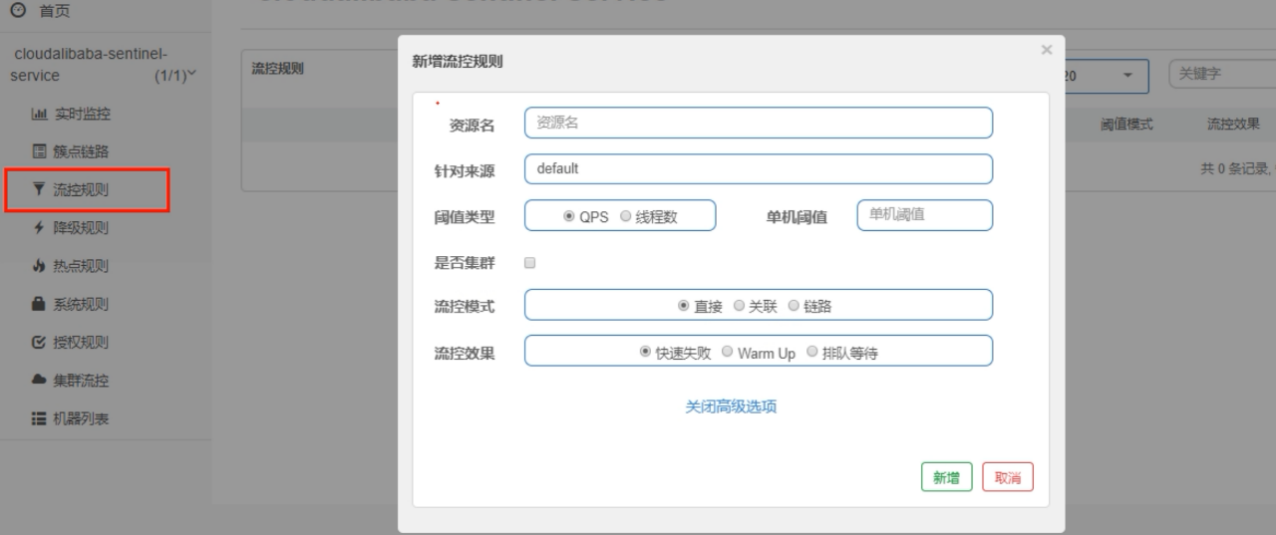 首页
cloudalibaba-sentinel-
service (1/1)
实时监控
簇点链路
流控规则
降级规则
热点规则
系统规则
授权规则
集群流控
机器列表
流控规则
20
关键字
阈值模式 流控效果
共 0 条记录,
新增流控规则
×
资源名 资源名
针对来源 default
阈值类型 QPS 线程数 单机阈值 单机阈值
是否集群
流控模式 直接 关联 链路
流控效果 快速失败 Warm Up 排队等待
关闭高级选项
新增 取消